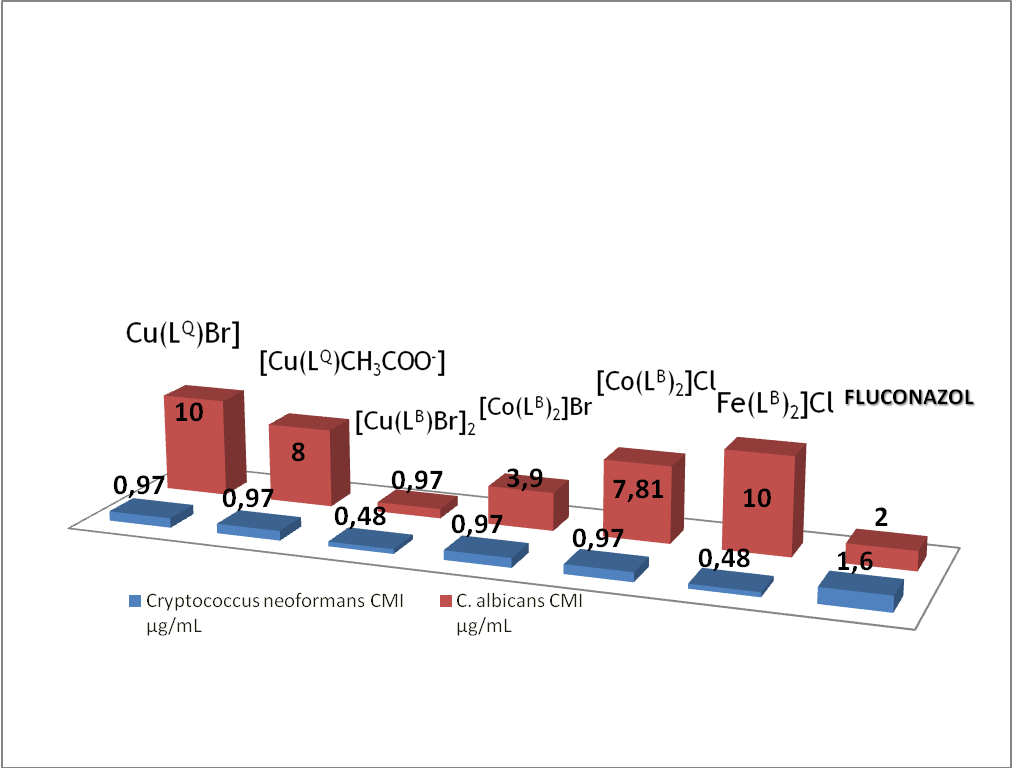 Cu(L^Q)Br]
[Cu(L^Q)CH₃COO⁻]
[Cu(L^B)Br]₂
[Co(L^B)₂]Br
[Co(L^B)₂]Cl
Fe(L^B)₂]Cl
FLUCONAZOL
10
8
0,97
3,9
7,81
10
2
0,97
0,97
0,48
0,97
0,97
0,48
1,6
Cryptococcus neoformans CMI
µg/mL
C. albicans CMI
µg/mL